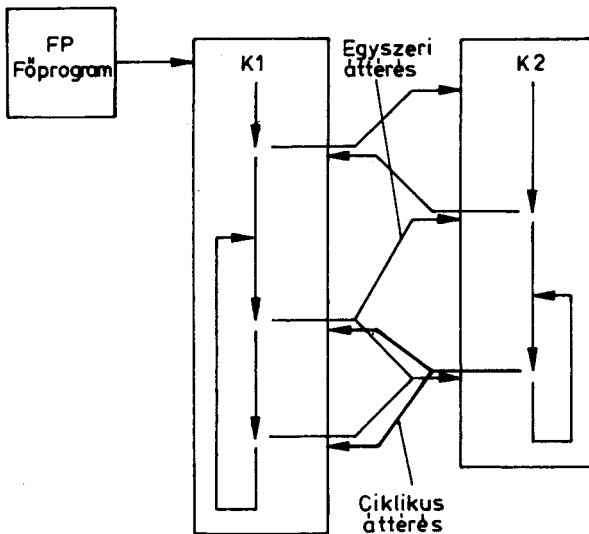 FP
Főprogram
K1
Egyszeri
áttérés
K2
Ciklikus
áttérés